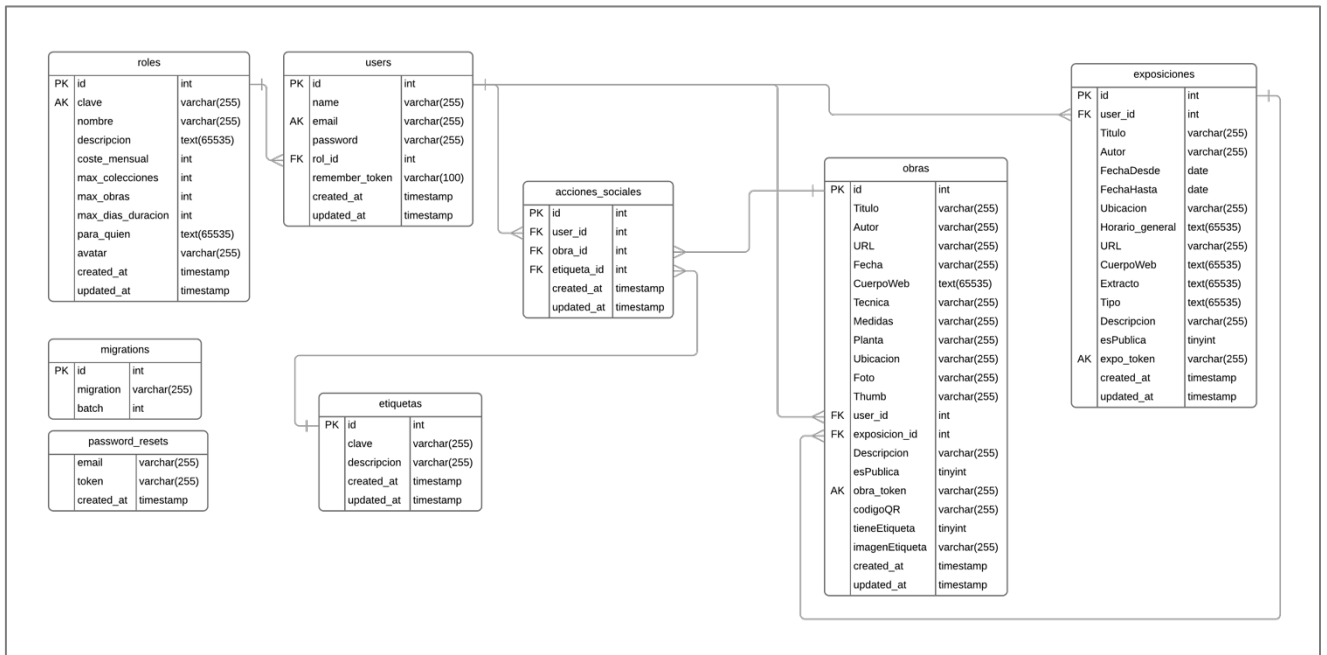 roles
PK id int
AK clave varchar(255)
nombre varchar(255)
descripcion text(65535)
coste_mensual int
max_colecciones int
max_obras int
max_dias_duracion int
para_quien text(65535)
avatar varchar(255)
created_at timestamp
updated_at timestamp
users
PK id int
name varchar(255)
AK email varchar(255)
password varchar(255)
FK rol_id int
remember_token varchar(100)
created_at timestamp
updated_at timestamp
acciones_sociales
PK id int
FK user_id int
FK obra_id int
FK etiqueta_id int
created_at timestamp
updated_at timestamp
obras
PK id int
Titulo varchar(255)
Autor varchar(255)
URL varchar(255)
Fecha varchar(255)
CuerpoWeb text(65535)
Tecnica varchar(255)
Medidas varchar(255)
Planta varchar(255)
Ubicacion varchar(255)
Foto varchar(255)
Thumb varchar(255)
FK user_id int
FK exposicion_id int
Descripcion varchar(255)
esPublica tinyint
AK obra_token varchar(255)
codigoQR varchar(255)
tieneEtiqueta tinyint
imagenEtiqueta varchar(255)
created_at timestamp
updated_at timestamp
exposiciones
PK id int
FK user_id int
Titulo varchar(255)
Autor varchar(255)
FechaDesde date
FechaHasta date
Ubicacion varchar(255)
Horario_general text(65535)
URL varchar(255)
CuerpoWeb text(65535)
Extracto text(65535)
Tipo text(65535)
Descripcion varchar(255)
esPublica tinyint
AK expo_token varchar(255)
created_at timestamp
updated_at timestamp
migrations
PK id int
migration varchar(255)
batch int
password_resets
email varchar(255)
token varchar(255)
created_at timestamp
etiquetas
PK id int
clave varchar(255)
descripcion varchar(255)
created_at timestamp
updated_at timestamp